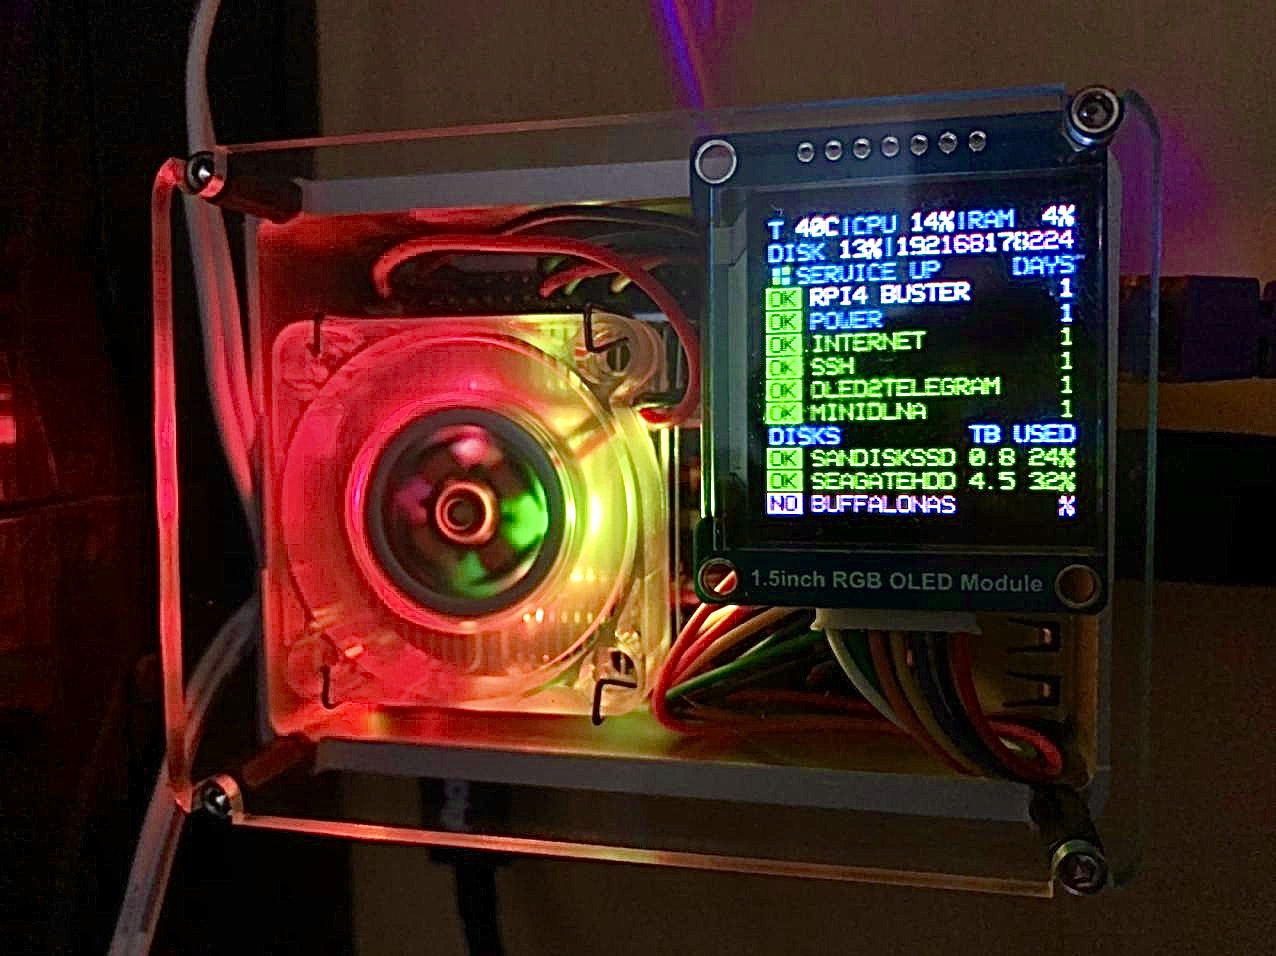 T 40C|CPU 14%|RAM 4%
DISK 13%|192168178224
SERVICE UP DAYS
OK RPI4 BUSTER 1
OK POWER 1
OK INTERNET 1
OK SSH 1
OK OLED2TELEGRAM 1
OK MINIDLNA 1
DISKS TB USED
OK SANDISKSSD 0.8 24%
OK SEAGATEHDD 4.5 32%
NO BUFFALONAS %
1.5inch RGB OLED Module